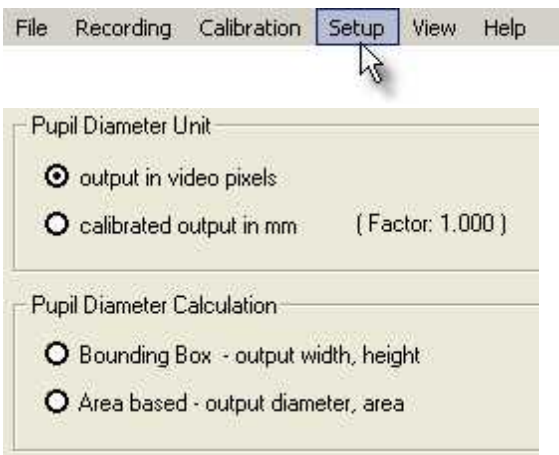 File Recording Calibration Setup View Help
Pupil Diameter Unit
output in video pixels
calibrated output in mm ( Factor: 1.000 )
Pupil Diameter Calculation
Bounding Box - output width, height
Area based - output diameter, area